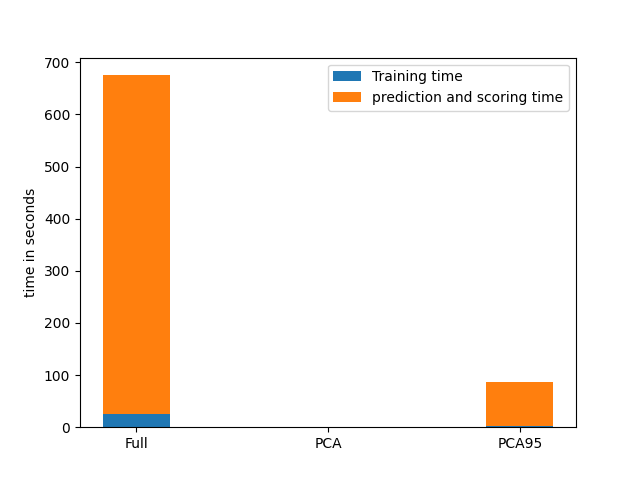 700
600
500
400
300
200
100
0
time in seconds
Training time
prediction and scoring time
Full
PCA
PCA95